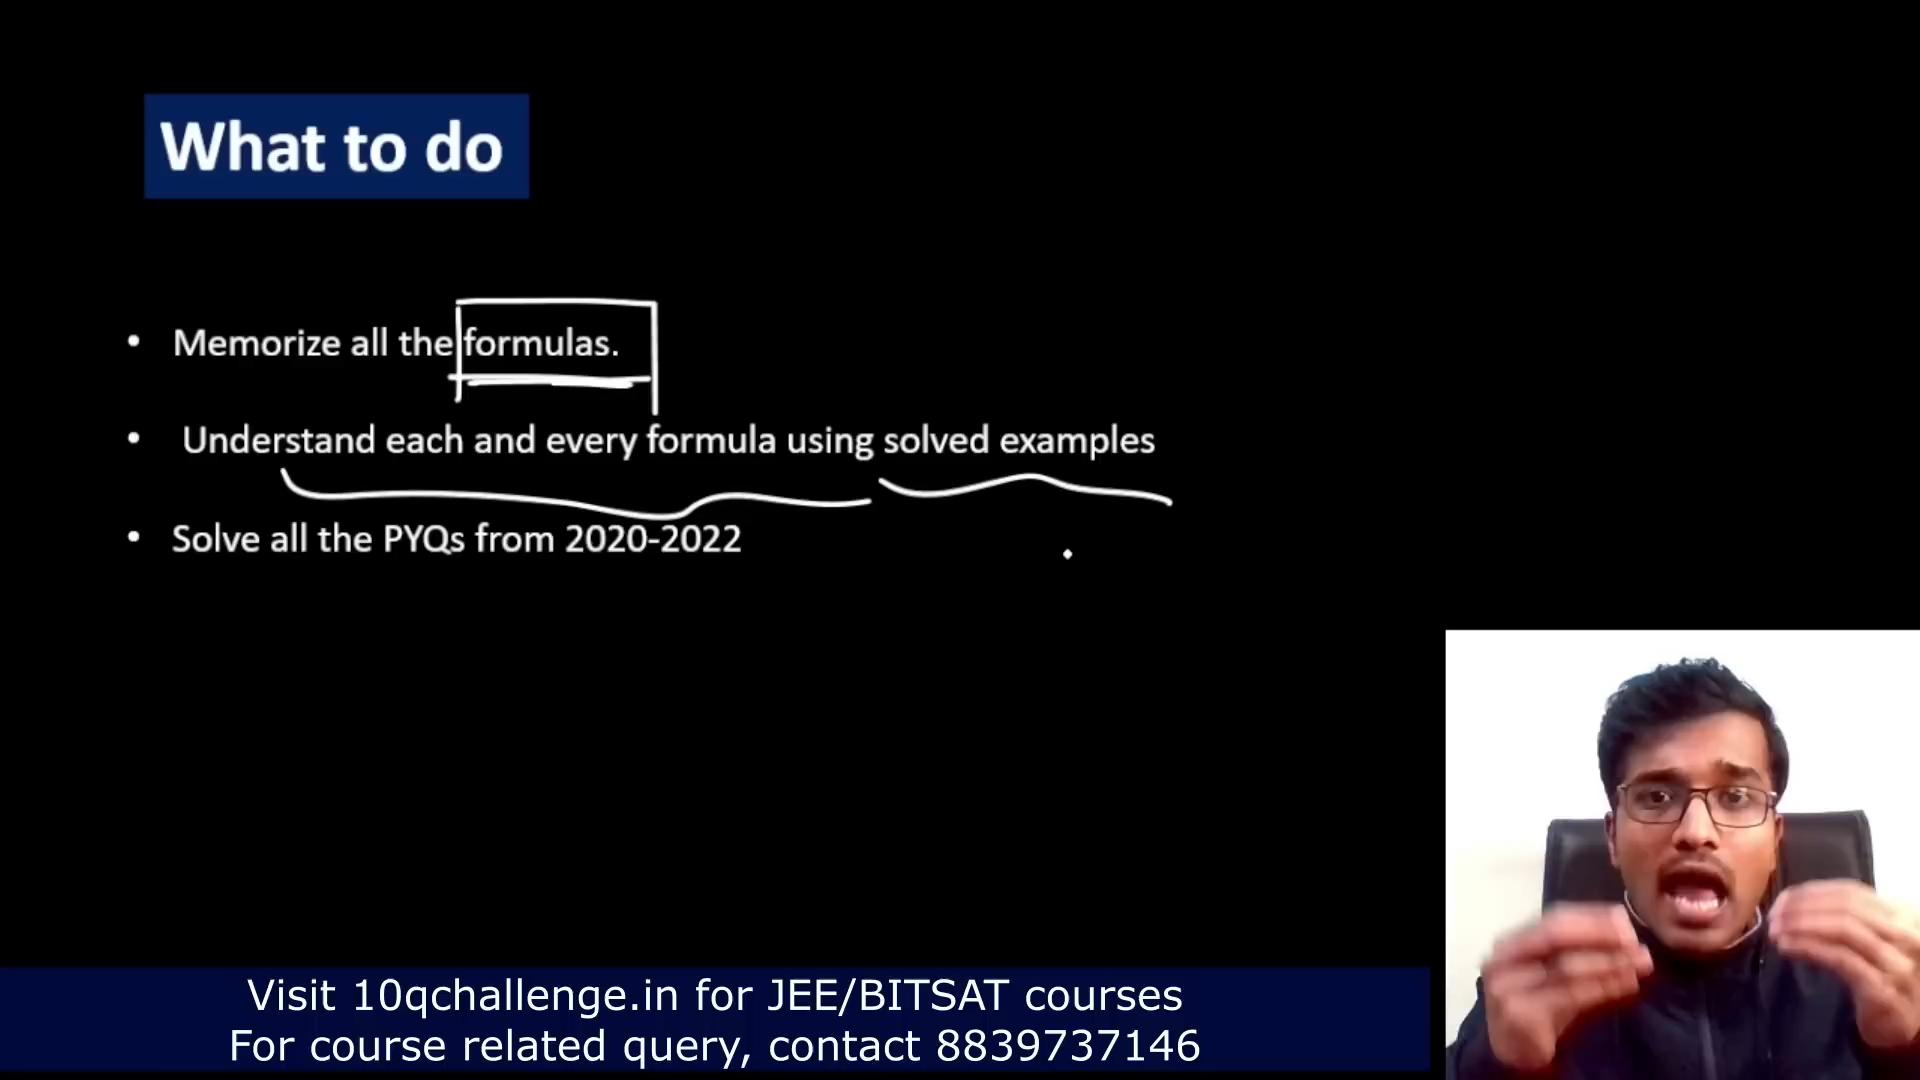 What to do
• Memorize all the formulas.
• Understand each and every formula using solved examples
• Solve all the PYQs from 2020-2022
Visit 10qchallenge.in for JEE/BITSAT courses
For course related query, contact 8839737146